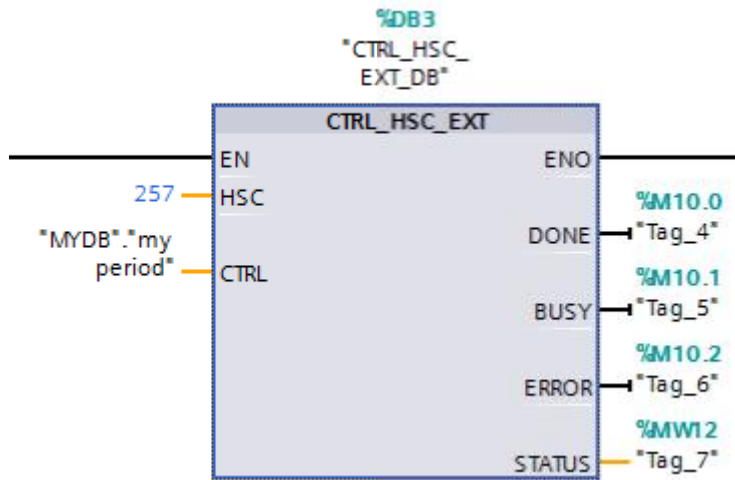 %DB3
"CTRL_HSC_
EXT_DB"
CTRL_HSC_EXT
EN
ENO
257
HSC
%M10.0
"MYDB"."my
period"
CTRL
DONE
"Tag_4"
%M10.1
BUSY
"Tag_5"
%M10.2
ERROR
"Tag_6"
%MW12
STATUS
"Tag_7"